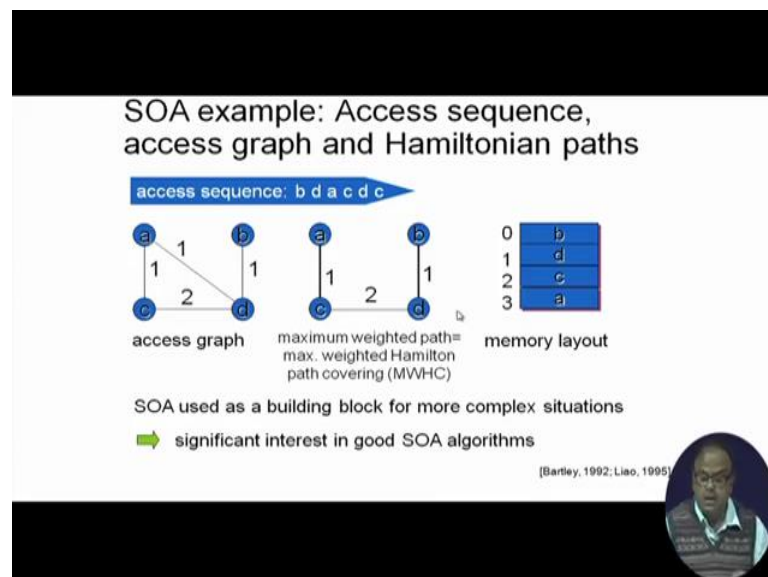 SOA example: Access sequence,
access graph and Hamiltonian paths
access sequence: b d a c d c
a b a b
1 1 1 1 1
2 2
c d c d
0 b
1 d
2 c
3 a
access graph
maximum weighted path=
max. weighted Hamilton
path covering (MWHC)
memory layout
SOA used as a building block for more complex situations
significant interest in good SOA algorithms
[Bartley, 1992; Liao, 1995]